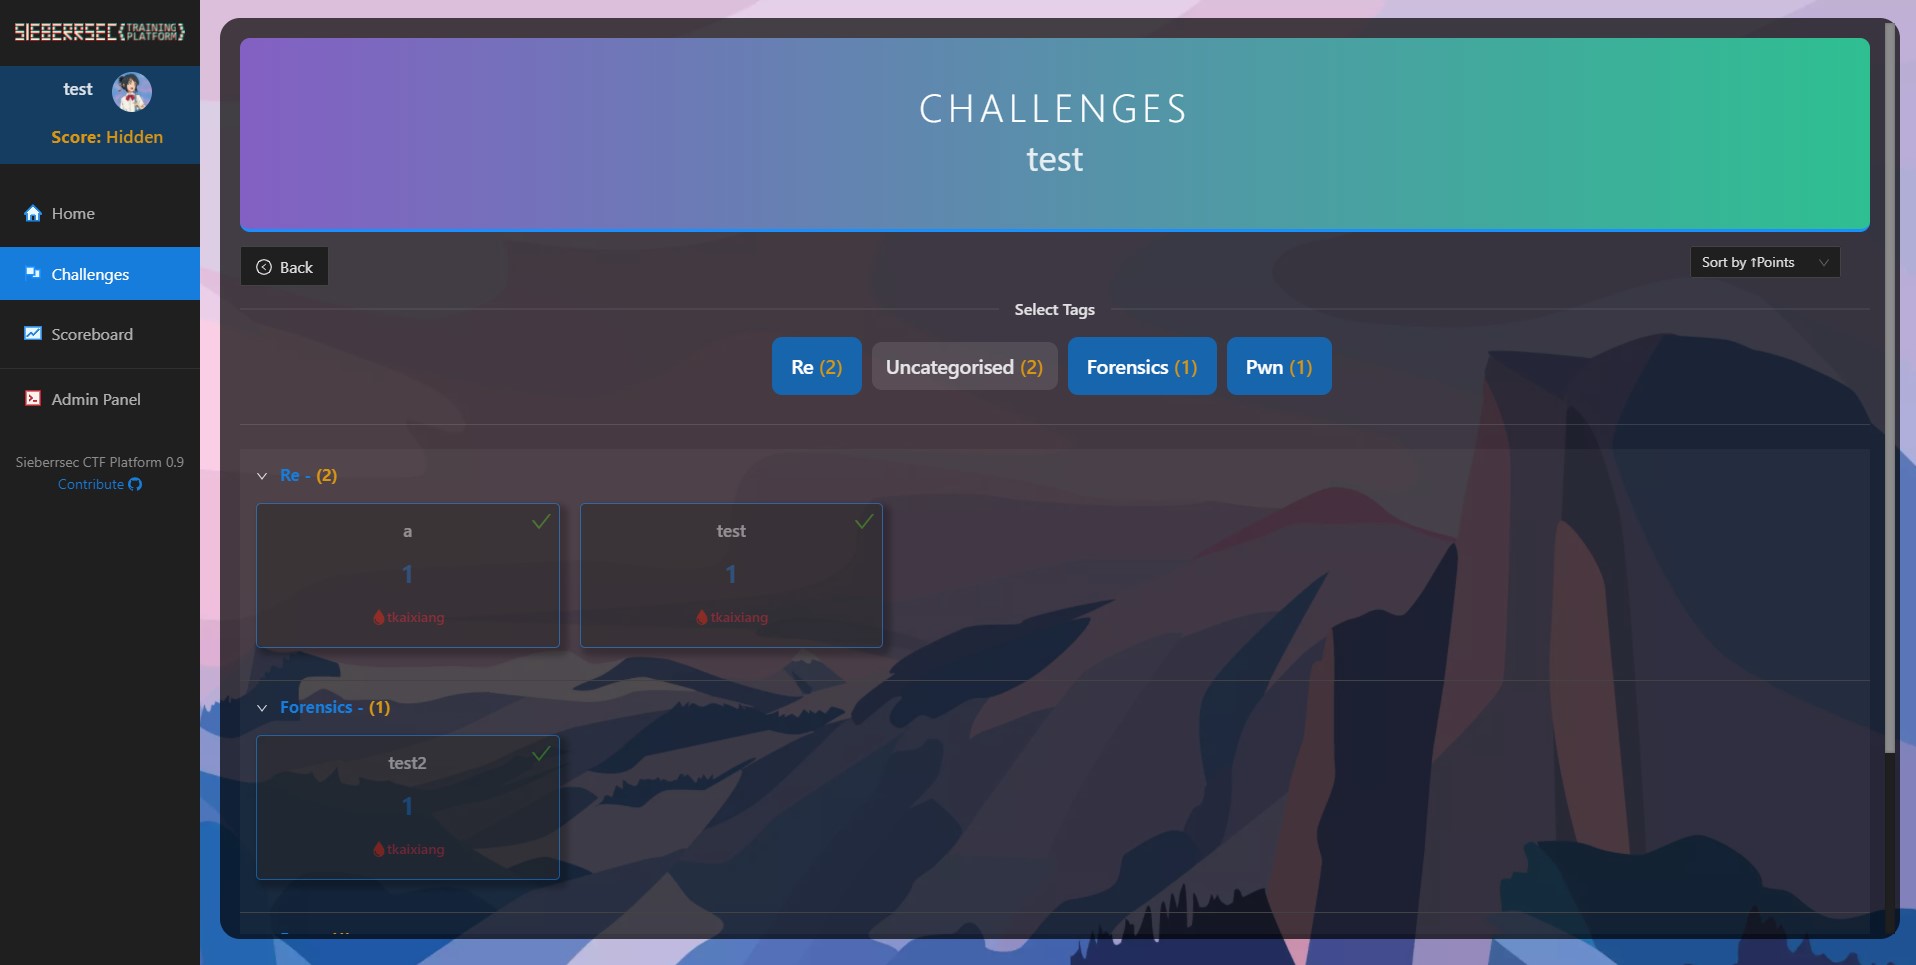 SIEBERRSEC{TRAINING PLATFORM}
test
Score: Hidden
Home
Challenges
Scoreboard
Admin Panel
Sieberrsec CTF Platform 0.9
Contribute
CHALLENGES
test
Back
Sort by ↑Points
Select Tags
Re (2)
Uncategorised (2)
Forensics (1)
Pwn (1)
Re - (2)
a
1
tkaixiang
test
1
tkaixiang
Forensics - (1)
test2
1
tkaixiang